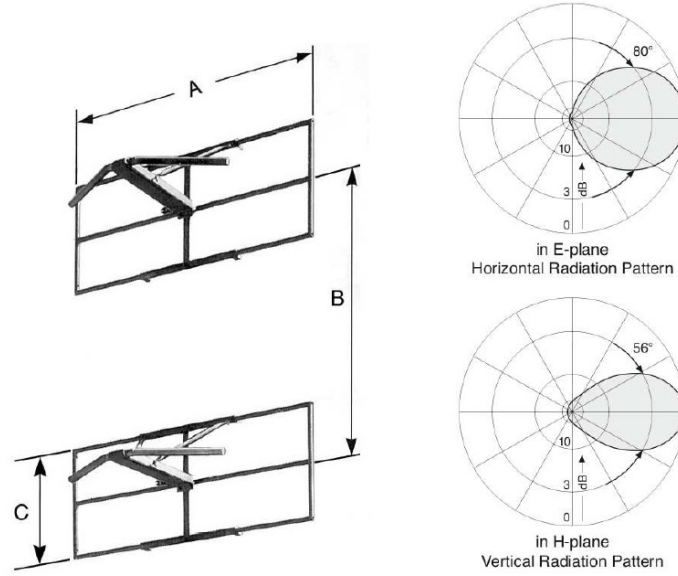 A
B
C
80°
10
3
0
dB
in E-plane
Horizontal Radiation Pattern
56°
10
3
0
dB
in H-plane
Vertical Radiation Pattern